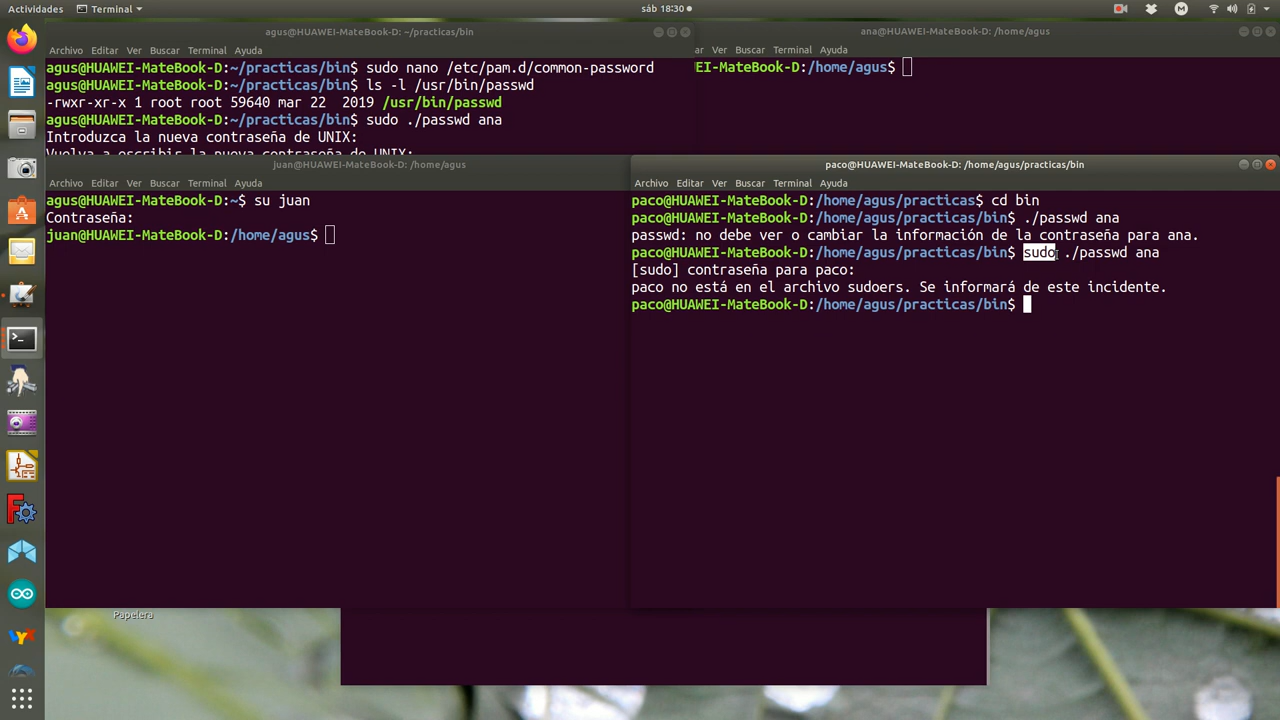 Actividades
Terminal
sáb 18:30
agus@HUAWEI-MateBook-D: ~/practicas/bin
Archivo Editar Ver Buscar Terminal Ayuda
agus@HUAWEI-MateBook-D:~/practicas/bin$ sudo nano /etc/pam.d/common-password
agus@HUAWEI-MateBook-D:~/practicas/bin$ ls -l /usr/bin/passwd
-rwxr-xr-x 1 root root 59640 mar 22  2019 /usr/bin/passwd
agus@HUAWEI-MateBook-D:~/practicas/bin$ sudo ./passwd ana
Introduzca la nueva contraseña de UNIX:
Vuelva a escribir la nueva contraseña de UNIX:
ana@HUAWEI-MateBook-D: /home/agus
ar Ver Buscar Terminal Ayuda
EI-MateBook-D:/home/agus$
juan@HUAWEI-MateBook-D: /home/agus
Archivo Editar Ver Buscar Terminal Ayuda
agus@HUAWEI-MateBook-D:~$ su juan
Contraseña:
juan@HUAWEI-MateBook-D:/home/agus$
paco@HUAWEI-MateBook-D: /home/agus/practicas/bin
Archivo Editar Ver Buscar Terminal Ayuda
paco@HUAWEI-MateBook-D:/home/agus/practicas$ cd bin
paco@HUAWEI-MateBook-D:/home/agus/practicas/bin$ ./passwd ana
passwd: no debe ver o cambiar la información de la contraseña para ana.
paco@HUAWEI-MateBook-D:/home/agus/practicas/bin$ sudo ./passwd ana
[sudo] contraseña para paco:
paco no está en el archivo sudoers. Se informará de este incidente.
paco@HUAWEI-MateBook-D:/home/agus/practicas/bin$
Papelera